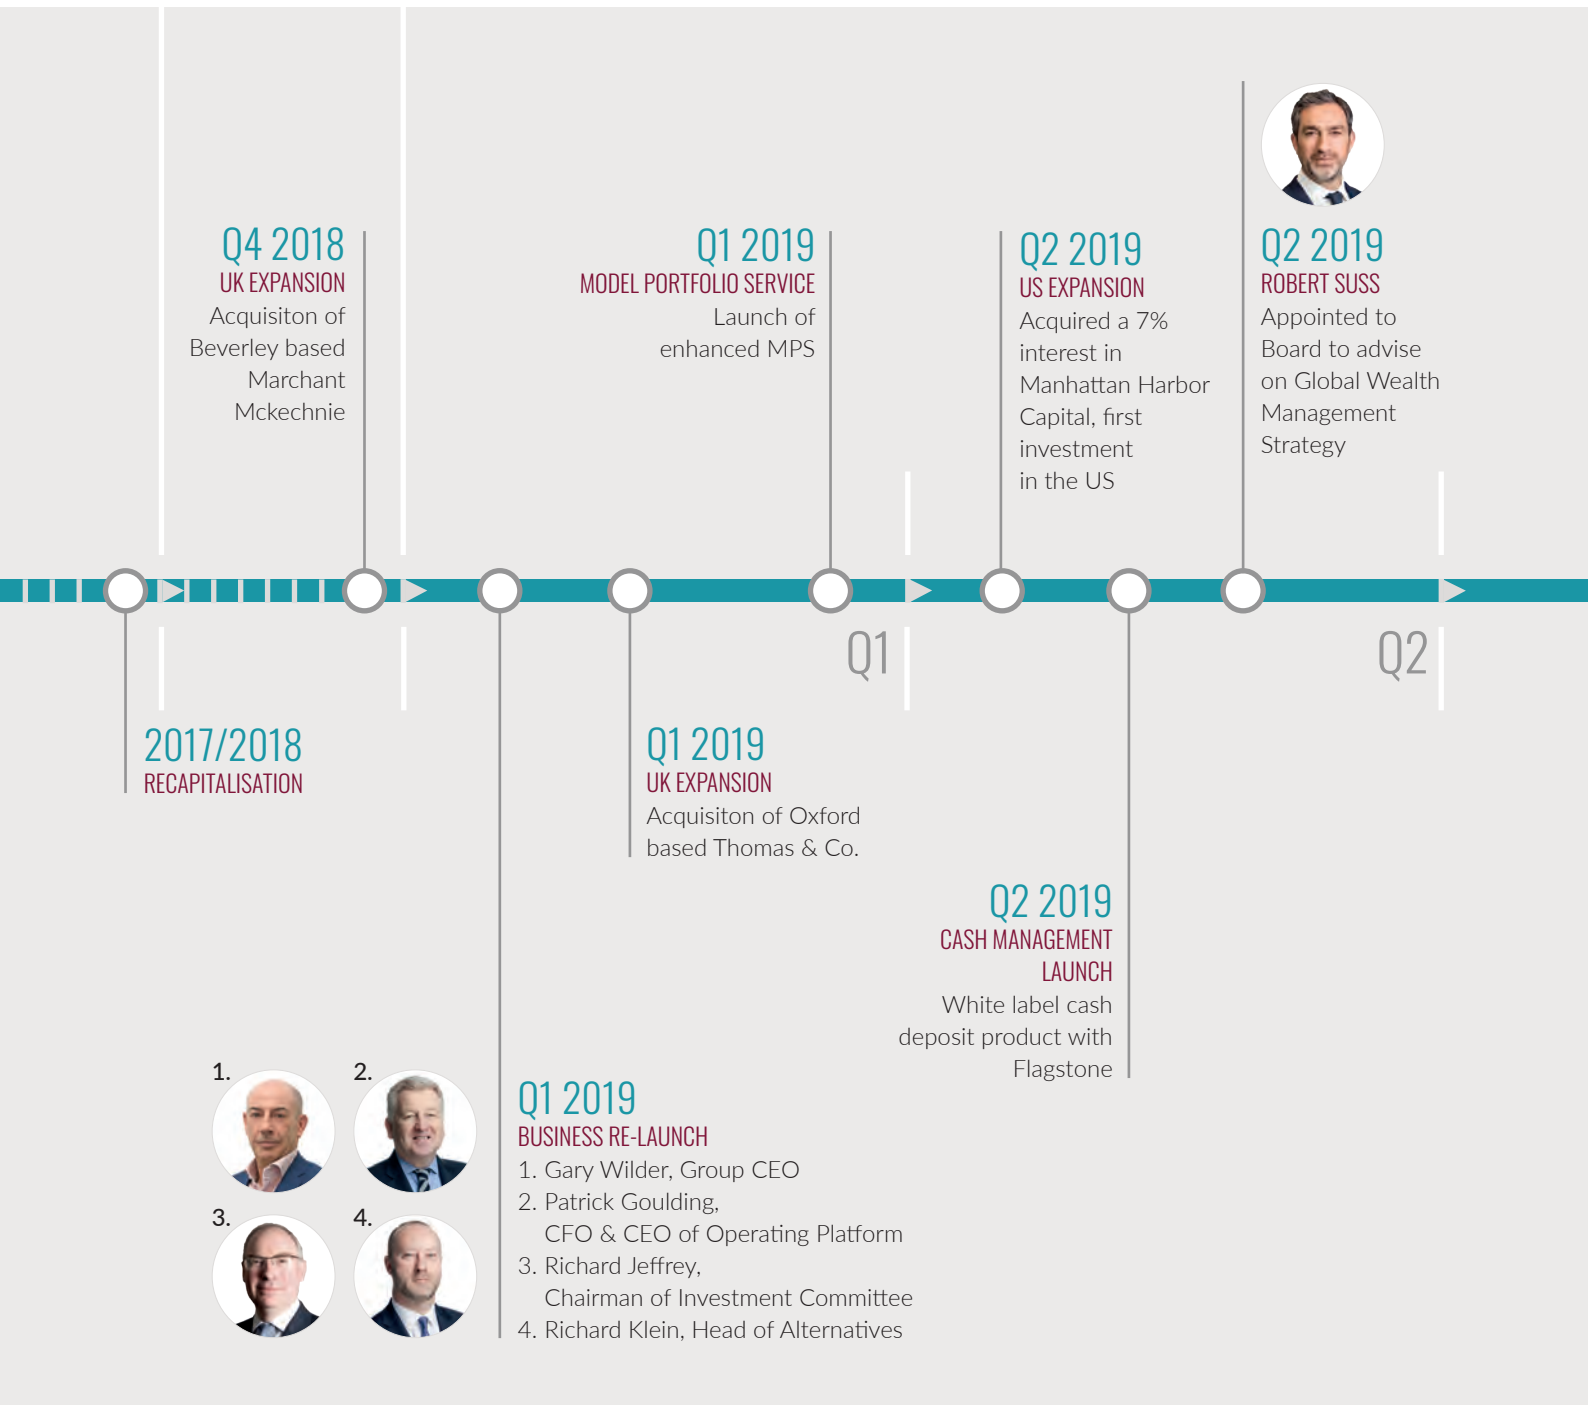 Q4 2018
UK EXPANSION
Acquisiton of
Beverley based
Marchant
Mckechnie
Q1 2019
MODEL PORTFOLIO SERVICE
Launch of
enhanced MPS
Q2 2019
US EXPANSION
Acquired a 7%
interest in
Manhattan Harbor
Capital, first
investment
in the US
Q2 2019
ROBERT SUSS
Appointed to
Board to advise
on Global Wealth
Management
Strategy
Q1
Q2
2017/2018
RECAPITALISATION
Q1 2019
UK EXPANSION
Acquisiton of Oxford
based Thomas & Co.
Q2 2019
CASH MANAGEMENT
LAUNCH
White label cash
deposit product with
Flagstone
1.
2.
3.
4.
Q1 2019
BUSINESS RE-LAUNCH
1. Gary Wilder, Group CEO
2. Patrick Goulding,
CFO & CEO of Operating Platform
3. Richard Jeffrey,
Chairman of Investment Committee
4. Richard Klein, Head of Alternatives